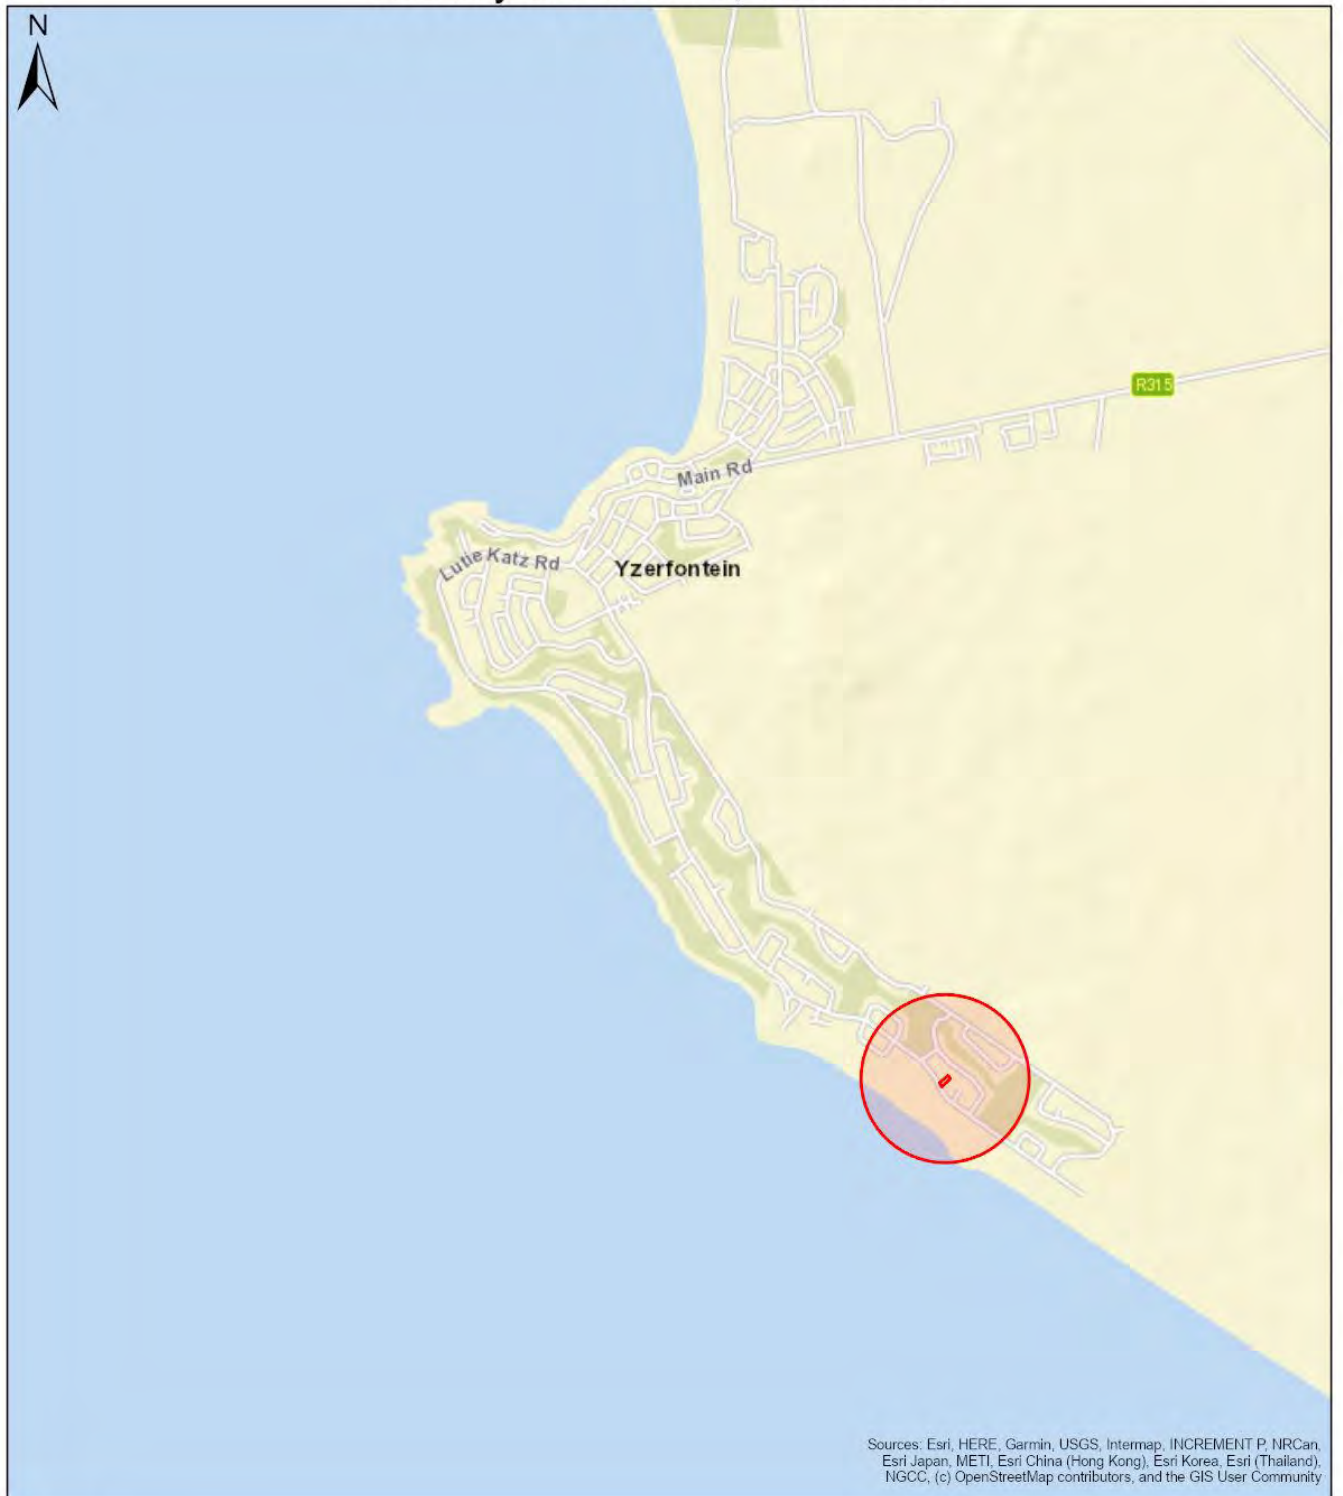 N
R315
Main Rd
Lutie Katz Rd
Yzerfontein
Sources: Esri, HERE, Garmin, USGS, Intermap, INCREMENT P, NRCan,
Esri Japan, METI, Esri China (Hong Kong), Esri Korea, Esri (Thailand),
NGCC, (c) OpenStreetMap contributors, and the GIS User Community